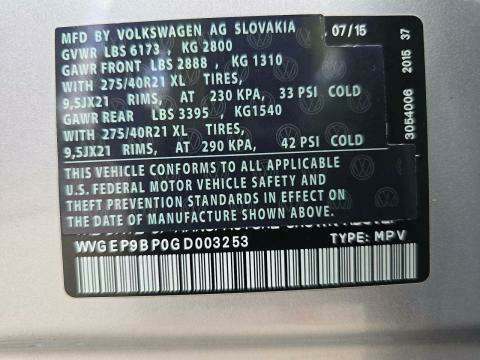 MFD BY VOLKSWAGEN AG SLOVAKIA 07/15
GVWR LBS 6173 , KG 2800
GAWR FRONT LBS 2888 , KG 1310
WITH 275/40R21 XL TIRES,
9,5JX21 RIMS, AT 230 KPA, 33 PSI COLD
GAWR REAR LBS 3395 , KG1540
WITH 275/40R21 XL TIRES,
9,5JX21 RIMS, AT 290 KPA, 42 PSI COLD
THIS VEHICLE CONFORMS TO ALL APPLICABLE
U.S. FEDERAL MOTOR VEHICLE SAFETY AND
THEFT PREVENTION STANDARDS IN EFFECT ON
THE DATE OF MANUFACTURE SHOWN ABOVE.
WVGEP9BP0GD003253 TYPE: MPV
3054006 2015 37